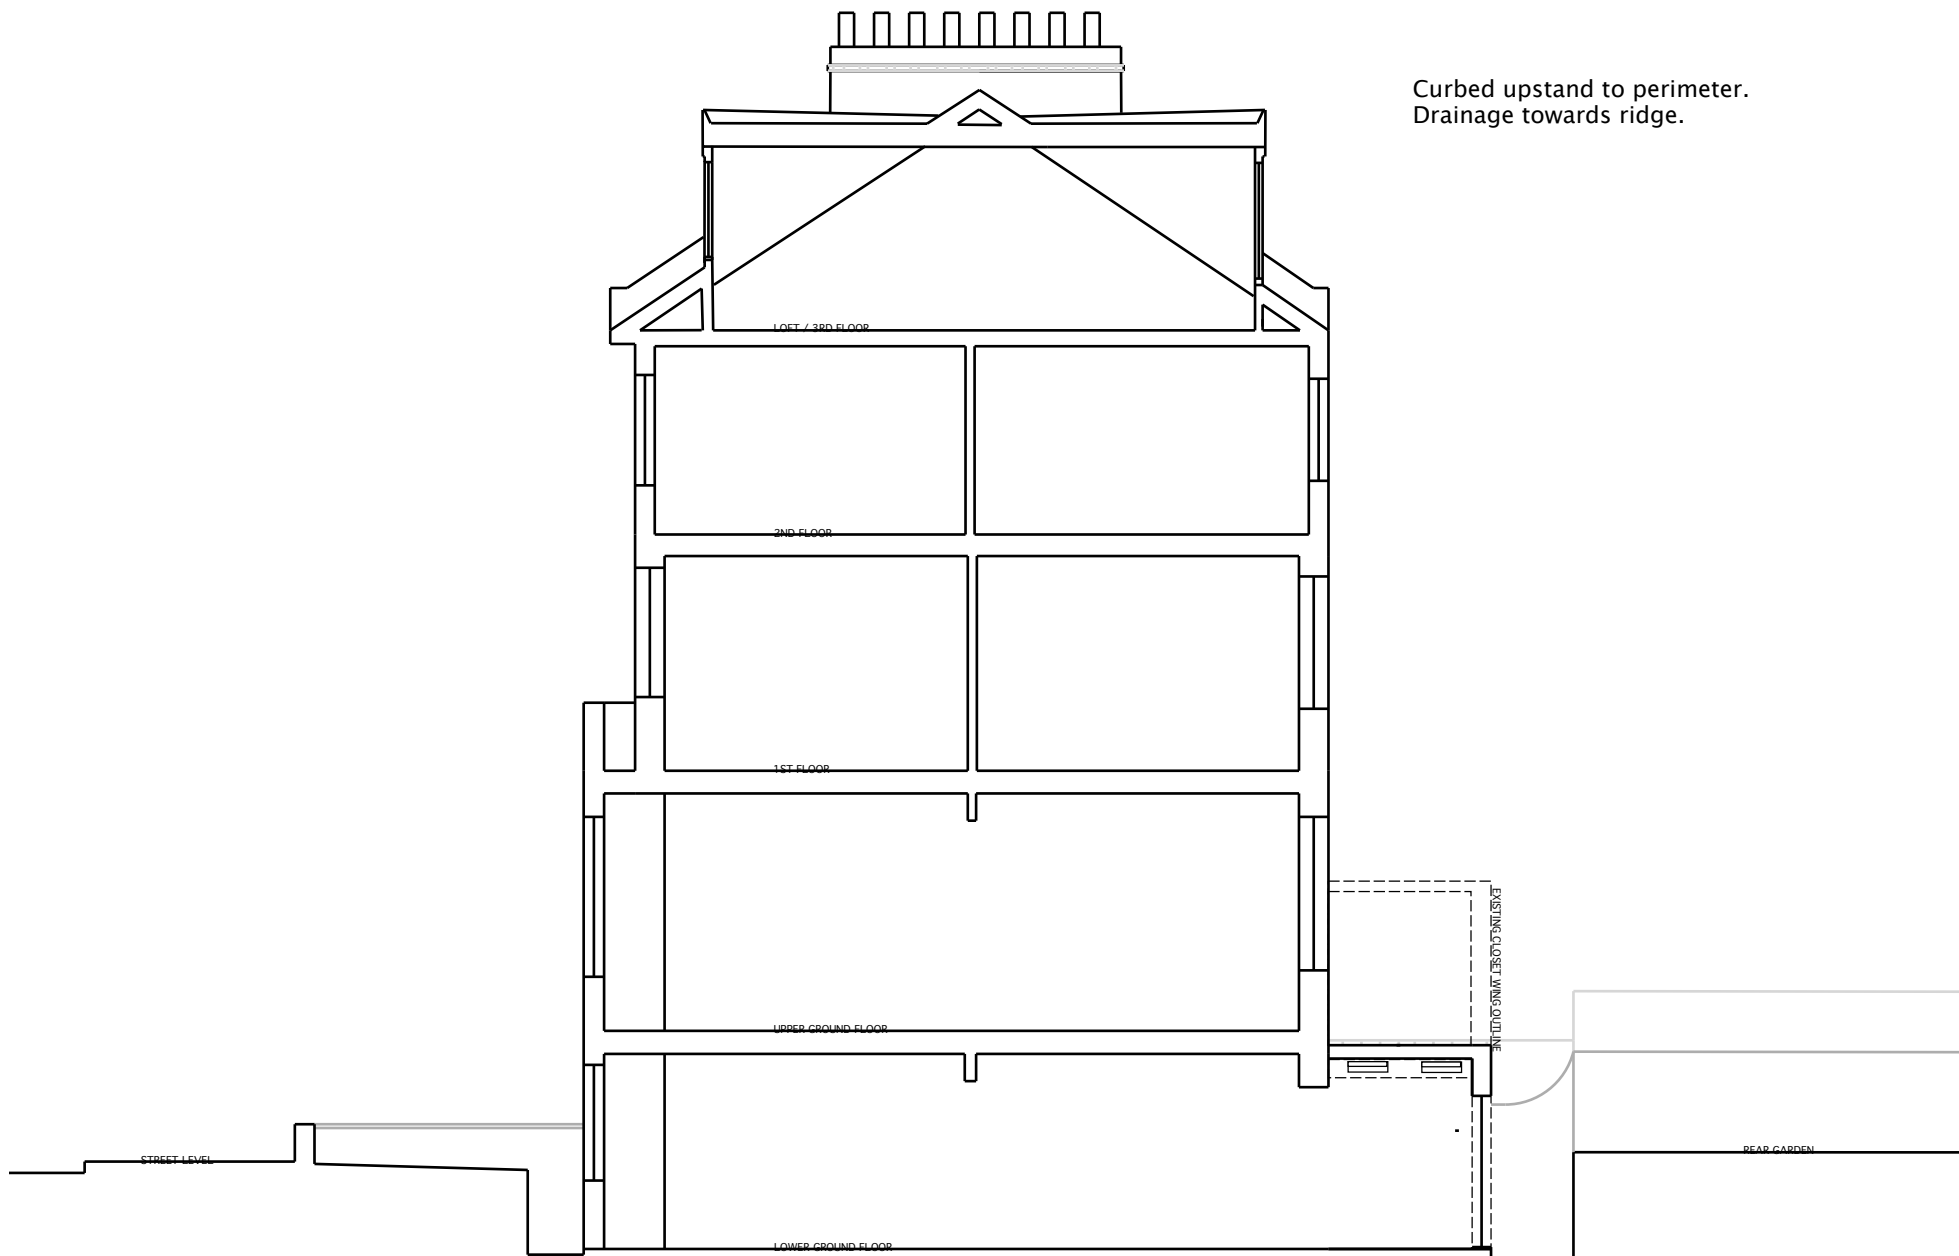 Curbed upstand to perimeter.
Drainage towards ridge.
LOFT / 3RD FLOOR
2ND FLOOR
1ST FLOOR
EXISTING CLOSET WING OUTLINE
UPPER GROUND FLOOR
STREET LEVEL
REAR GARDEN
LOWER GROUND FLOOR